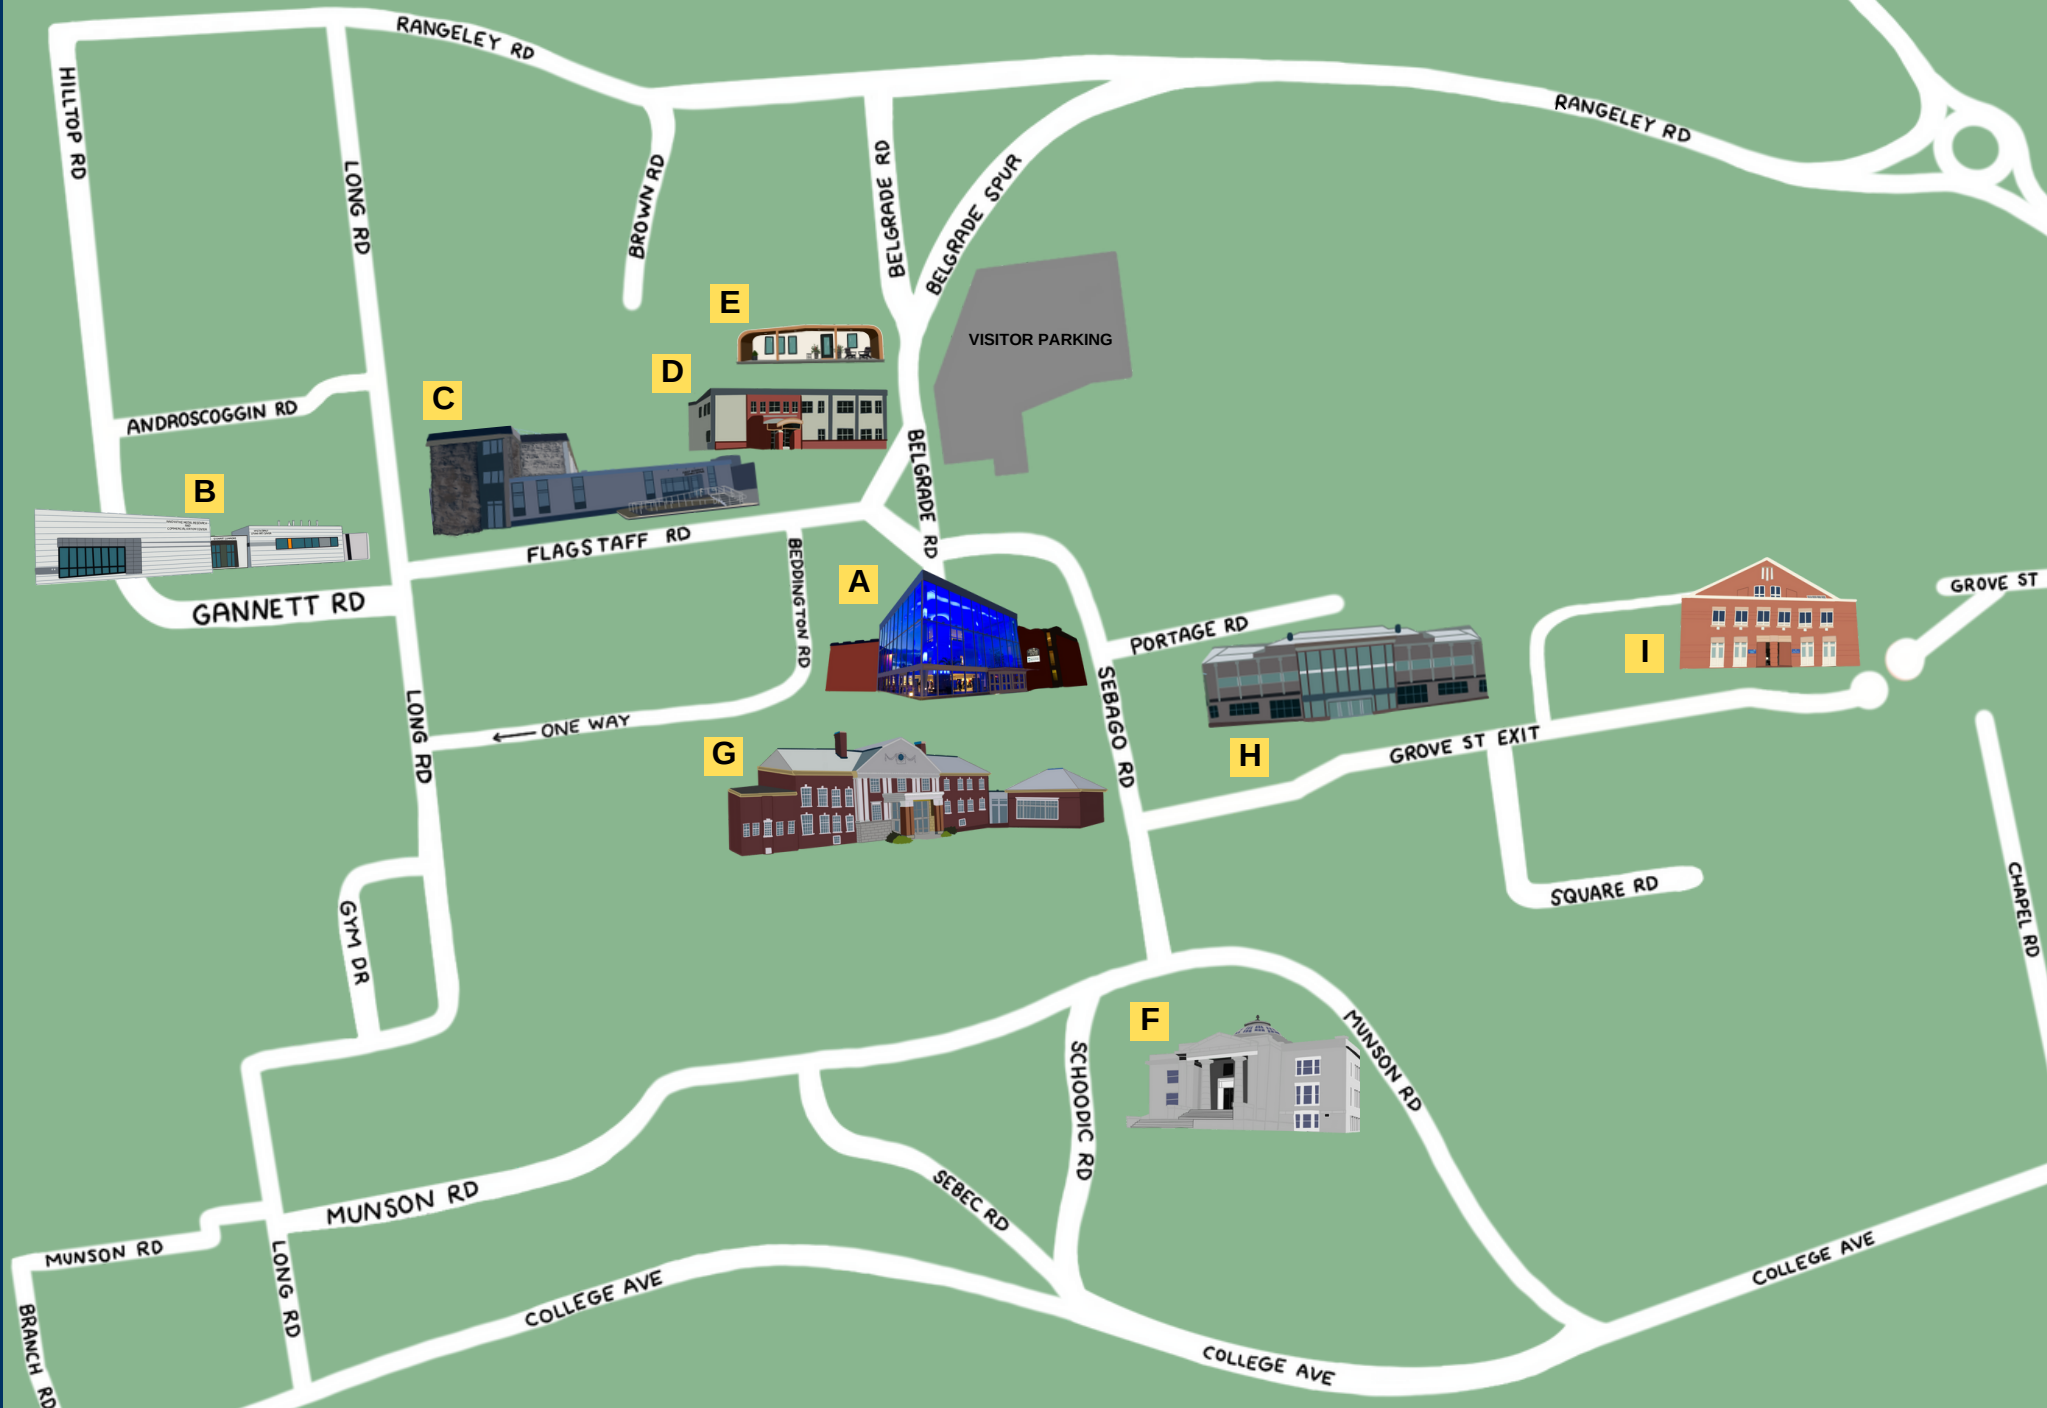 RANGELEY RD
HILLTOP RD
LONG RD
BROWN RD
BELGRADE RD
BELGRADE SPUR
RANGELEY RD
E
VISITOR PARKING
D
C
ANDROSCOGGIN RD
B
BELGRADE RD
FLAGSTAFF RD
BEDDINGTON RD
A
GANNETT RD
PORTAGE RD
GROVE ST
I
LONG RD
ONE WAY
SEBAGO RD
G
H
GROVE ST EXIT
SQUARE RD
CHAPEL RD
GYM DR
F
MUNSON RD
SCHOODIC RD
SEBEC RD
MUNSON RD
MUNSON RD
LONG RD
BRANCH RD
COLLEGE AVE
COLLEGE AVE
COLLEGE AVE